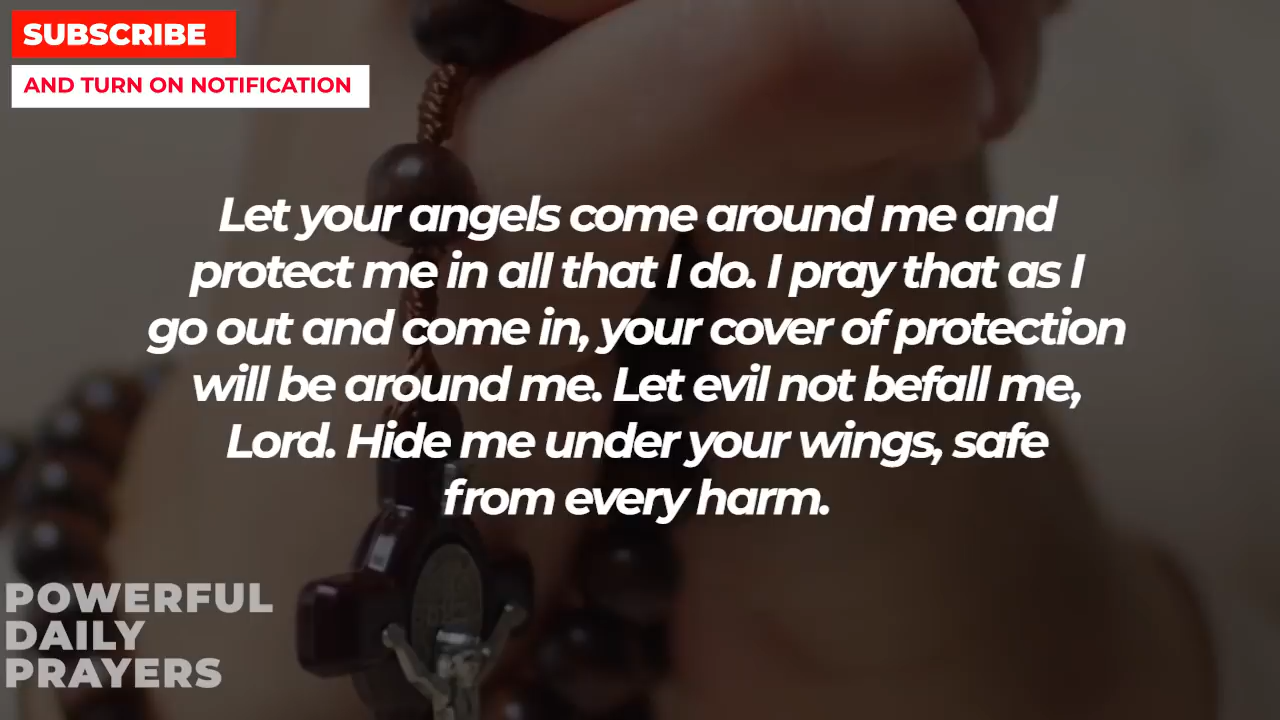 SUBSCRIBE
AND TURN ON NOTIFICATION
Let your angels come around me and
protect me in all that I do. I pray that as I
go out and come in, your cover of protection
will be around me. Let evil not befall me,
Lord. Hide me under your wings, safe
from every harm.
POWERFUL
DAILY
PRAYERS